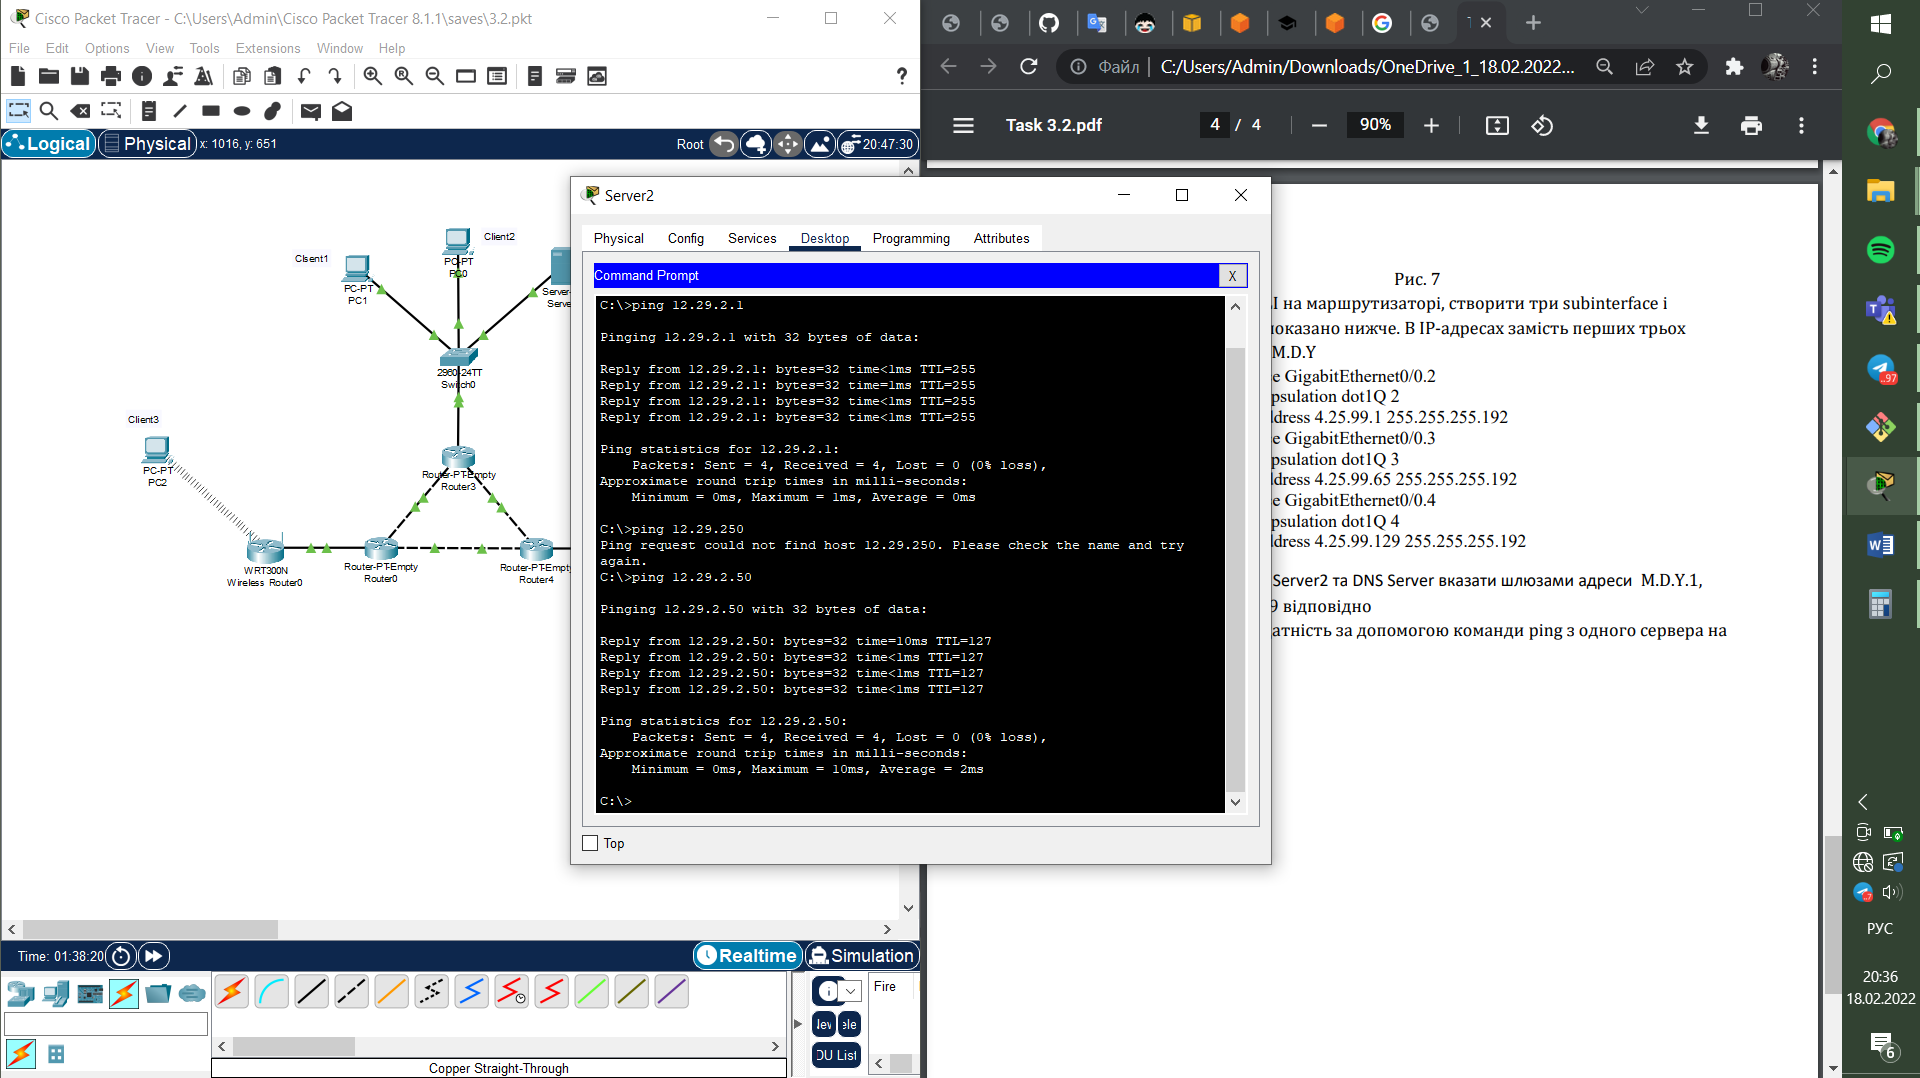 Cisco Packet Tracer - C:\Users\Admin\Cisco Packet Tracer 8.1.1\saves\3.2.pkt
File Edit Options View Tools Extensions Window Help
?
Logical Physical x: 1016, y: 651
Root 20:47:30
Client2
Clsent1
PC-PT
PC0
PC-PT
PC1
Server-
Serve
2960-24TT
Switch0
Client3
PC-PT
PC2
Router-PT-Empty
Router3
WRT300N
Wireless Router0
Router-PT-Empty
Router0
Router-PT-Empty
Router4
Time: 01:38:20
Realtime Simulation
Fire
Copper Straight-Through
Server2
Physical Config Services Desktop Programming Attributes
Command Prompt
X
C:\>ping 12.29.2.1
Pinging 12.29.2.1 with 32 bytes of data:
Reply from 12.29.2.1: bytes=32 time<1ms TTL=255
Reply from 12.29.2.1: bytes=32 time=1ms TTL=255
Reply from 12.29.2.1: bytes=32 time<1ms TTL=255
Reply from 12.29.2.1: bytes=32 time<1ms TTL=255
Ping statistics for 12.29.2.1:
Packets: Sent = 4, Received = 4, Lost = 0 (0% loss),
Approximate round trip times in milli-seconds:
Minimum = 0ms, Maximum = 1ms, Average = 0ms
C:\>ping 12.29.250
Ping request could not find host 12.29.250. Please check the name and try
again.
C:\>ping 12.29.2.50
Pinging 12.29.2.50 with 32 bytes of data:
Reply from 12.29.2.50: bytes=32 time=10ms TTL=127
Reply from 12.29.2.50: bytes=32 time<1ms TTL=127
Reply from 12.29.2.50: bytes=32 time<1ms TTL=127
Reply from 12.29.2.50: bytes=32 time<1ms TTL=127
Ping statistics for 12.29.2.50:
Packets: Sent = 4, Received = 4, Lost = 0 (0% loss),
Approximate round trip times in milli-seconds:
Minimum = 0ms, Maximum = 10ms, Average = 2ms
C:\>
Top
Файл C:/Users/Admin/Downloads/OneDrive_1_18.02.2022...
Task 3.2.pdf 4 / 4 90%
Рис. 7
І на маршрутизаторі, створити три subinterface і
показано нижче. В IP-адресах замість перших трьох
M.D.Y
e GigabitEthernet0/0.2
psulation dot1Q 2
ldress 4.25.99.1 255.255.255.192
e GigabitEthernet0/0.3
psulation dot1Q 3
ldress 4.25.99.65 255.255.255.192
e GigabitEthernet0/0.4
psulation dot1Q 4
ldress 4.25.99.129 255.255.255.192
Server2 та DNS Server вказати шлюзами адреси M.D.Y.1,
9 відповідно
атність за допомогою команди ping з одного сервера на
..97
РУС
20:36
18.02.2022
6